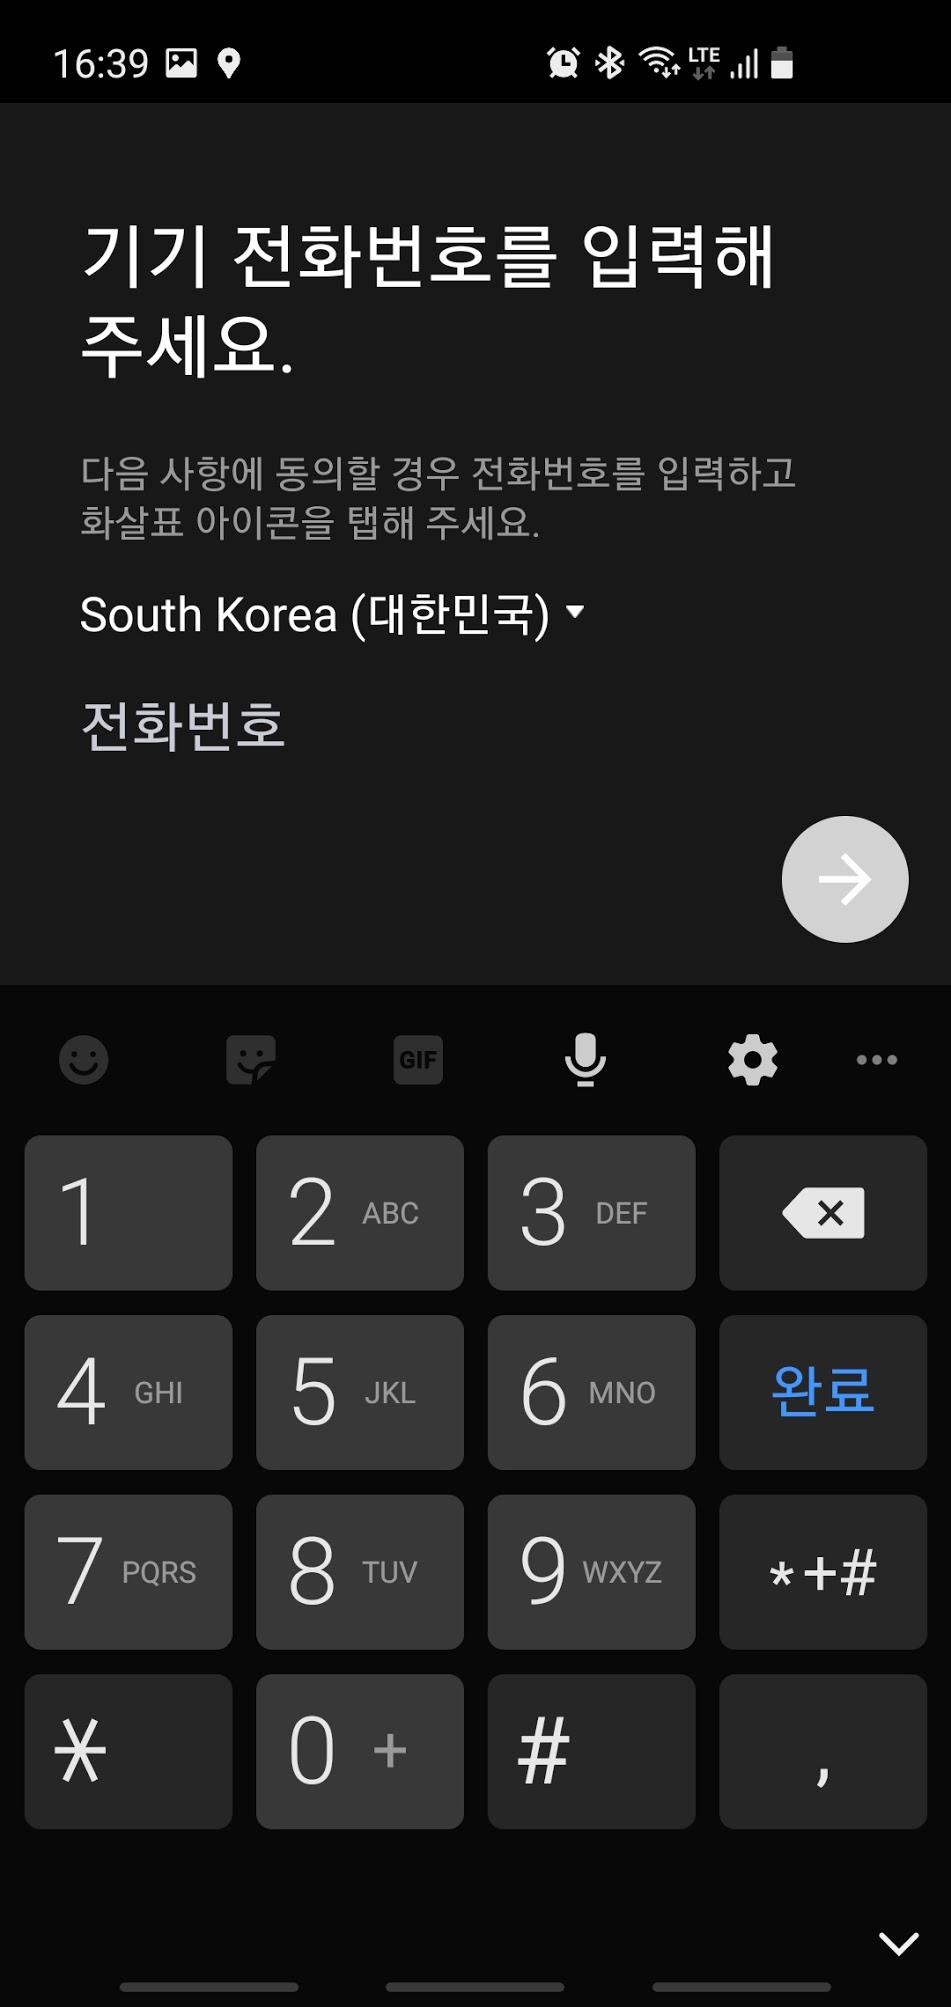 16:39 LTE
기기 전화번호를 입력해
주세요.
다음 사항에 동의할 경우 전화번호를 입력하고
화살표 아이콘을 탭해 주세요.
South Korea (대한민국)
전화번호
GIF
1 2 ABC 3 DEF
4 GHI 5 JKL 6 MNO 완료
7 PQRS 8 TUV 9 WXYZ *+#
* 0 + # ,